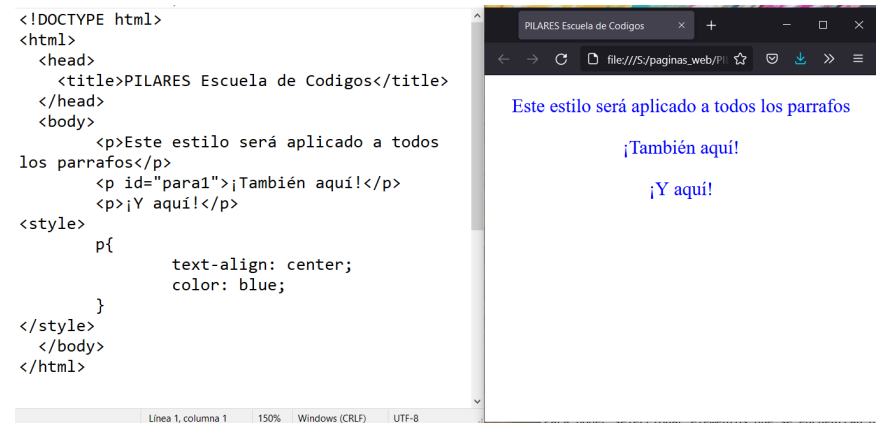 <!DOCTYPE html>
<html>
<head>
<title>PILARES Escuela de Codigos</title>
</head>
<body>
<p>Este estilo será aplicado a todos
los parrafos</p>
<p id="para1">¡También aquí!</p>
<p>¡Y aquí!</p>
<style>
p{
text-align: center;
color: blue;
}
</style>
</body>
</html>
Línea 1, columna 1 150% Windows (CRLF) UTF-8
PILARES Escuela de Codigos
file:///S:/paginas_web/PI
Este estilo será aplicado a todos los parrafos
¡También aquí!
¡Y aquí!